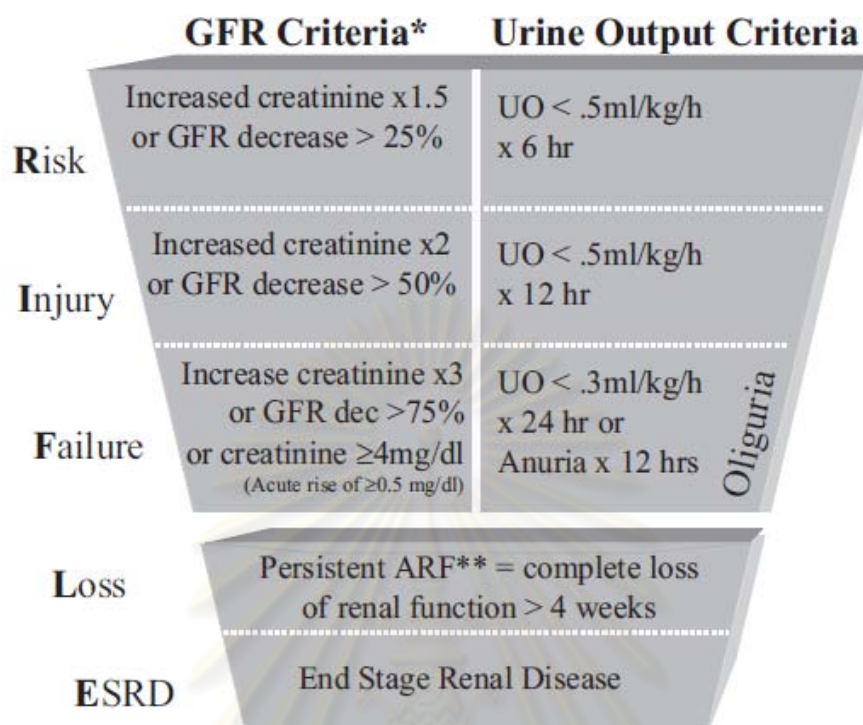 GFR Criteria* Urine Output Criteria
Risk
Increased creatinine x1.5
or GFR decrease > 25%
UO < .5ml/kg/h
x 6 hr
Injury
Increased creatinine x2
or GFR decrease > 50%
UO < .5ml/kg/h
x 12 hr
Failure
Increase creatinine x3
or GFR dec >75%
or creatinine ≥4mg/dl
(Acute rise of ≥0.5 mg/dl)
UO < .3ml/kg/h
x 24 hr or
Anuria x 12 hrs
Oliguria
Loss
Persistent ARF** = complete loss
of renal function > 4 weeks
ESRD
End Stage Renal Disease